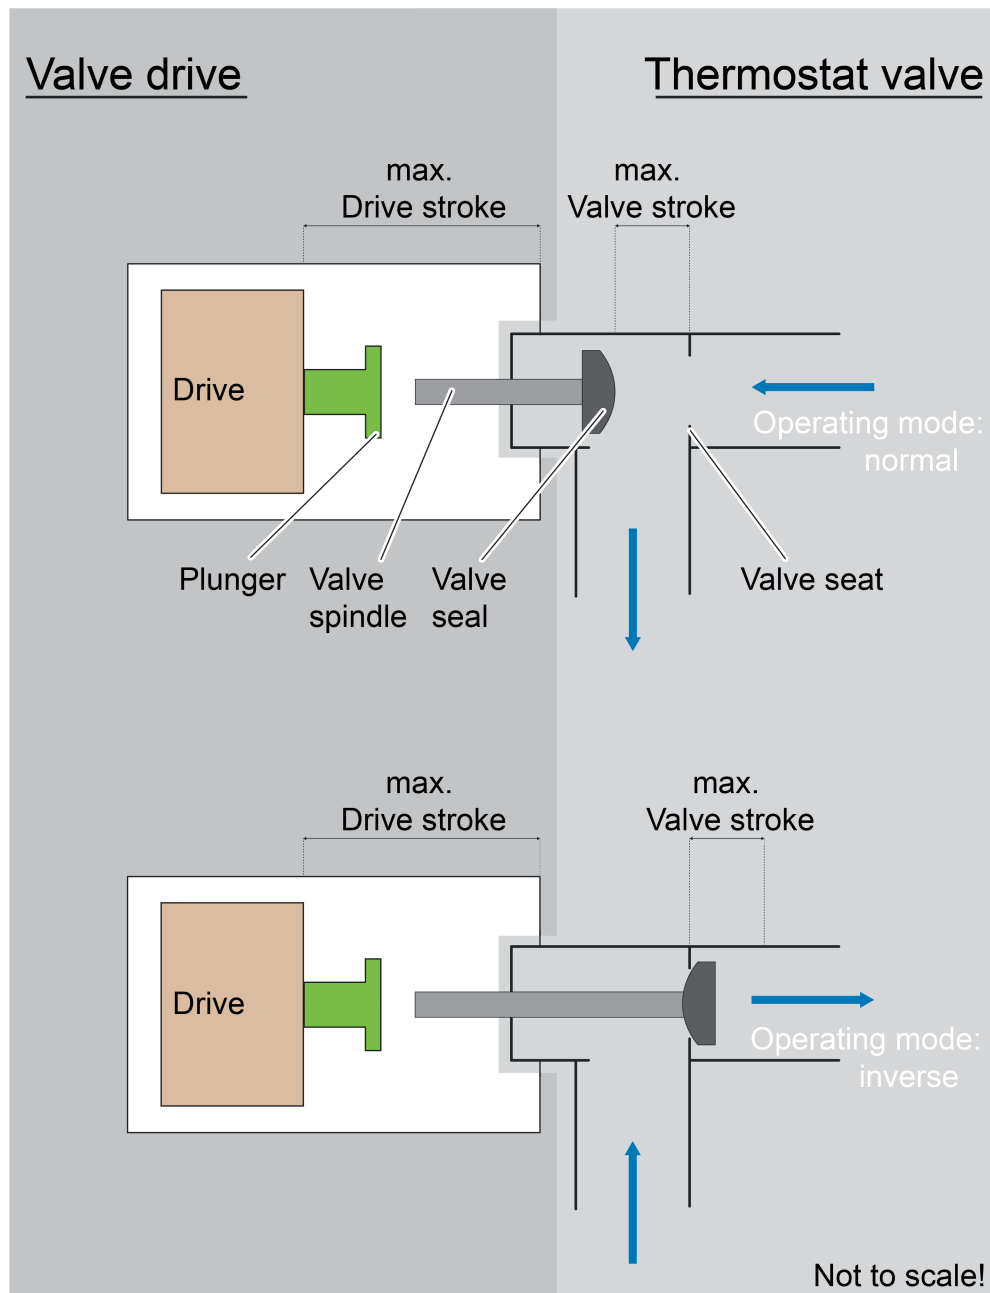 Valve drive
Thermostat valve
max.
Drive stroke
max.
Valve stroke
Drive
Operating mode:
normal
Plunger
Valve
spindle
Valve
seal
Valve seat
max.
Drive stroke
max.
Valve stroke
Drive
Operating mode:
inverse
Not to scale!